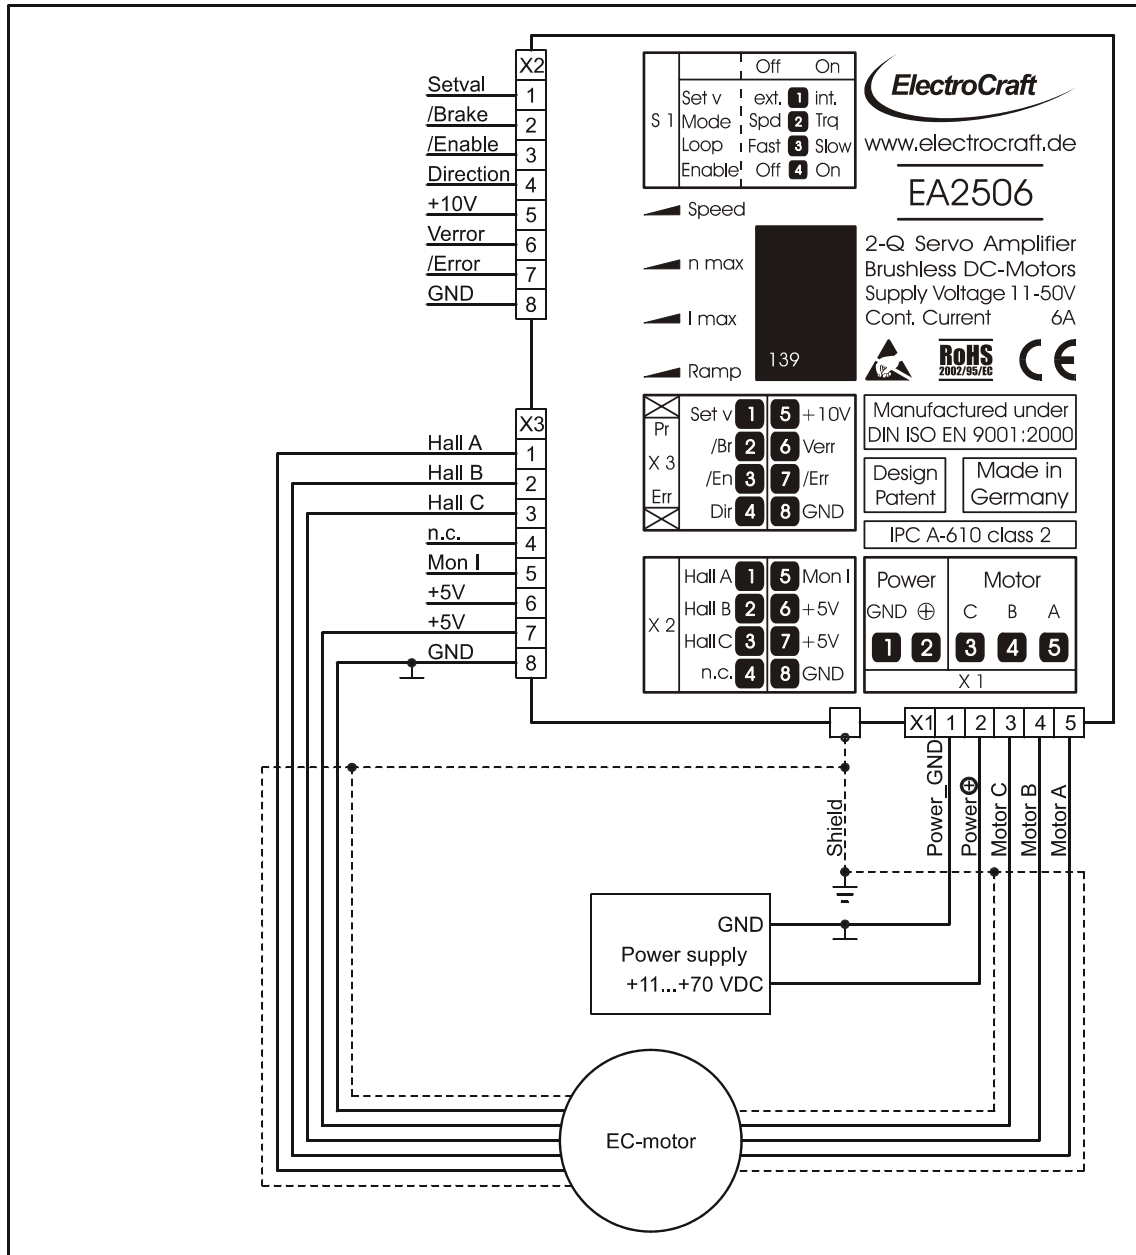 X2
Setval 1
/Brake 2
/Enable 3
Direction 4
+10V 5
Verror 6
/Error 7
GND 8
X3
Hall A 1
Hall B 2
Hall C 3
n.c. 4
Mon I 5
+5V 6
+5V 7
GND 8
Off On
S 1
Set v ext. 1 int.
Mode Spd 2 Trq
Loop Fast 3 Slow
Enable Off 4 On
Speed
n max
I max
Ramp
139
ElectroCraft
www.electrocraft.de
EA2506
2-Q Servo Amplifier
Brushless DC-Motors
Supply Voltage 11-50V
Cont. Current 6A
RoHS
2002/95/EC
CE
Pr
X 3
Err
Set v 1 5 +10V
/Br 2 6 Verr
/En 3 7 /Err
Dir 4 8 GND
Manufactured under
DIN ISO EN 9001:2000
Design
Patent
Made in
Germany
IPC A-610 class 2
X 2
Hall A 1 5 Mon I
Hall B 2 6 +5V
Hall C 3 7 +5V
n.c. 4 8 GND
Power Motor
GND ⊕ C B A
1 2 3 4 5
X 1
X1 1 2 3 4 5
Shield
Power_GND
Power⊕
Motor C
Motor B
Motor A
GND
Power supply
+11...+70 VDC
EC-motor